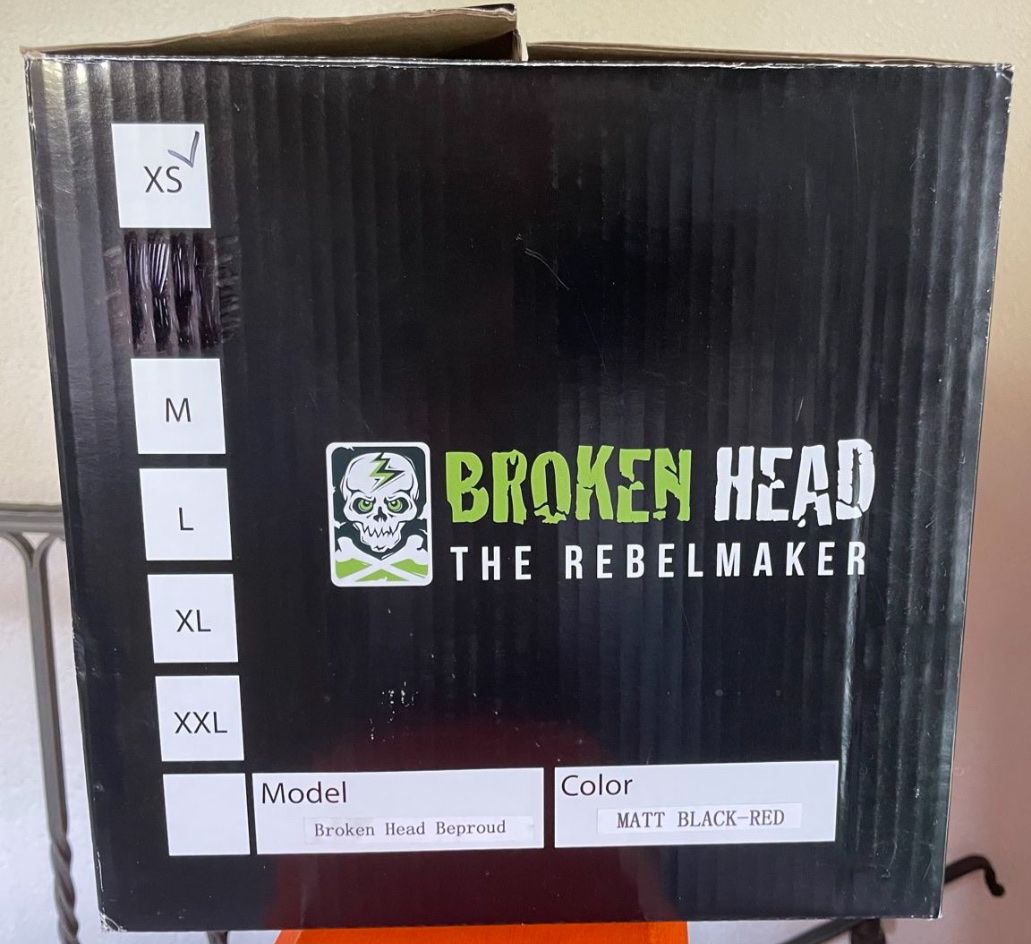 XS
M
L
XL
XXL
BROKEN HEAD
THE REBELMAKER
Model
Broken Head Beproud
Color
MATT BLACK-RED